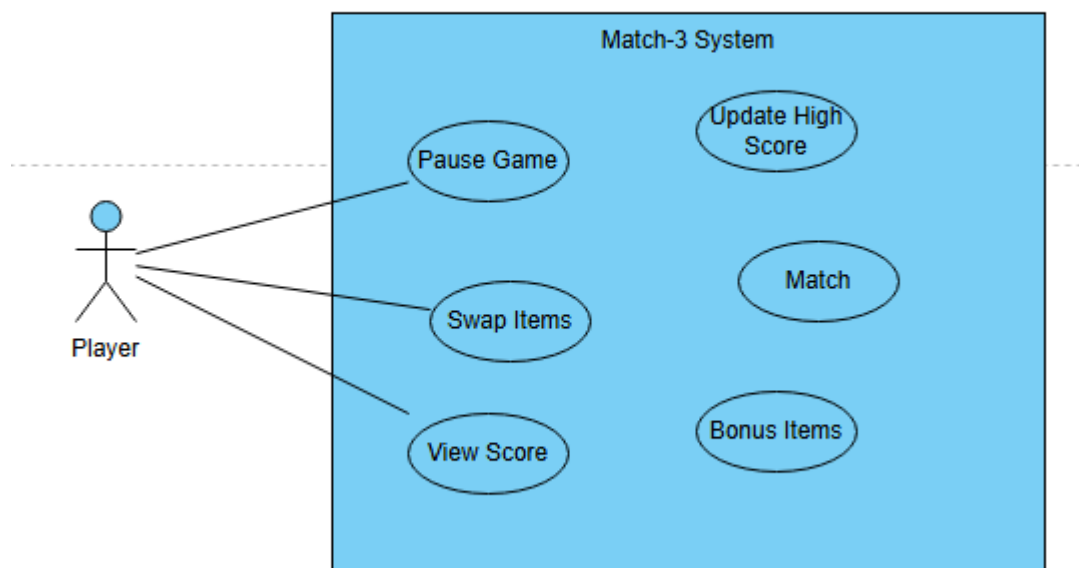 Match-3 System
Update High
Score
Pause Game
Match
Swap Items
Player
Bonus Items
View Score